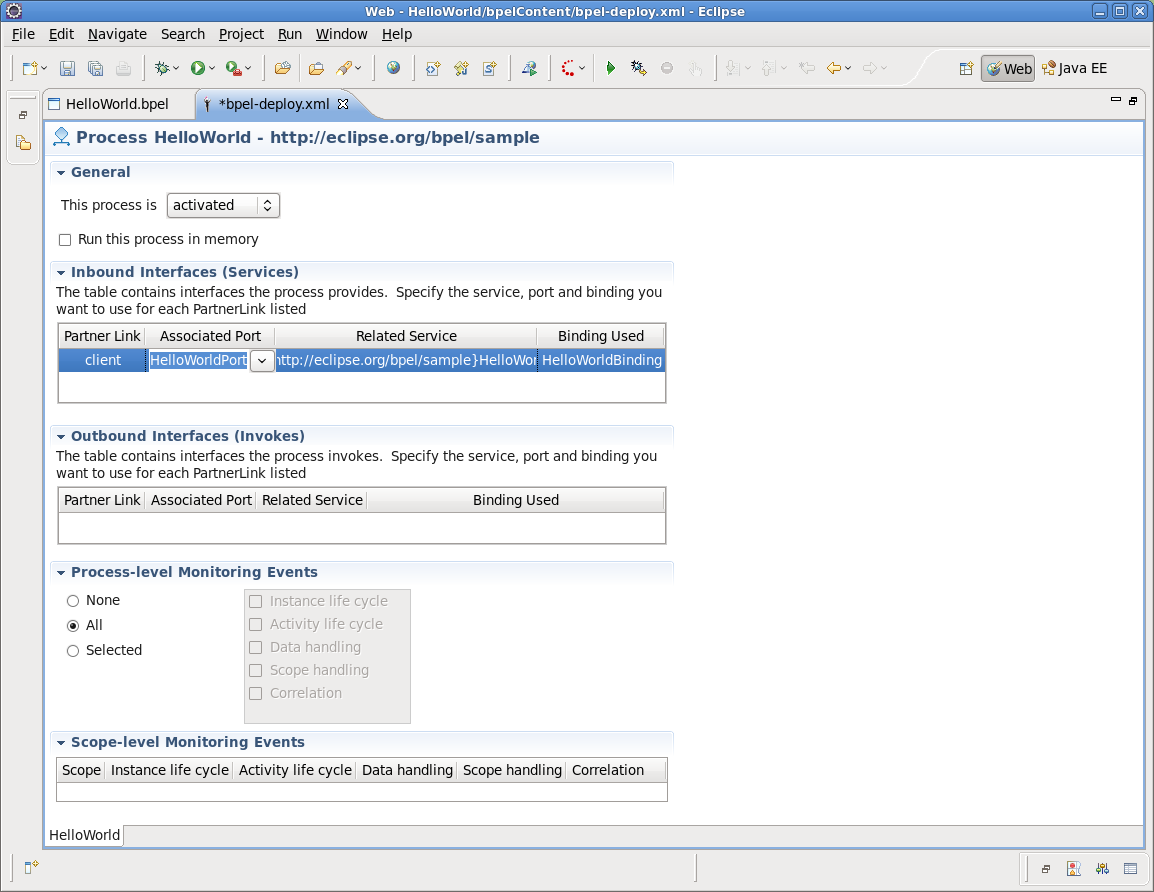 Web - HelloWorld/bpelContent/bpel-deploy.xml - Eclipse
File Edit Navigate Search Project Run Window Help
Web Java EE
HelloWorld.bpel *bpel-deploy.xml
Process HelloWorld - http://eclipse.org/bpel/sample
General
This process is activated
Run this process in memory
Inbound Interfaces (Services)
The table contains interfaces the process provides.  Specify the service, port and binding you
want to use for each PartnerLink listed
Partner Link Associated Port Related Service Binding Used
client HelloWorldPort http://eclipse.org/bpel/sample}HelloWor HelloWorldBinding
Outbound Interfaces (Invokes)
The table contains interfaces the process invokes.  Specify the service, port and binding you
want to use for each PartnerLink listed
Partner Link Associated Port Related Service Binding Used
Process-level Monitoring Events
None
All
Selected
Instance life cycle
Activity life cycle
Data handling
Scope handling
Correlation
Scope-level Monitoring Events
Scope Instance life cycle Activity life cycle Data handling Scope handling Correlation
HelloWorld